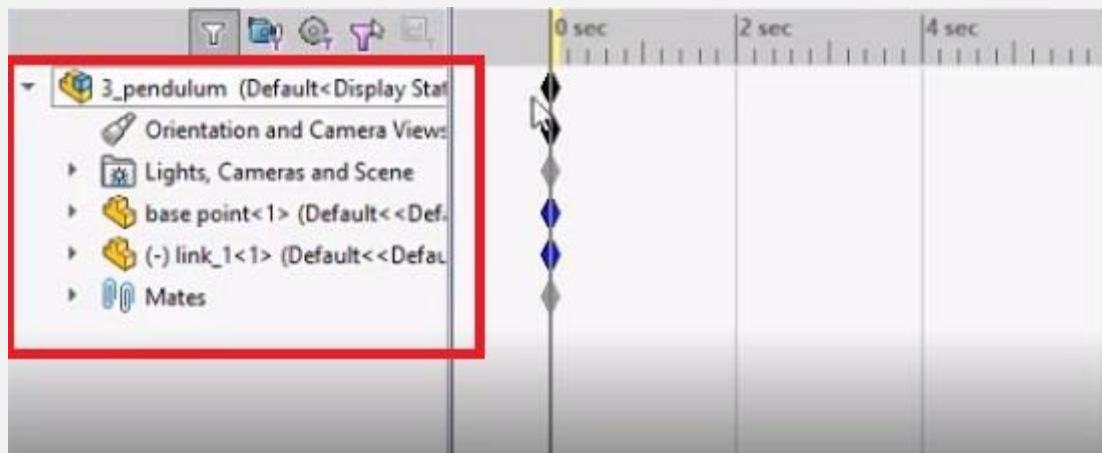 0 sec 2 sec 4 sec
3_pendulum (Default<Display Stat
Orientation and Camera Views
Lights, Cameras and Scene
base point<1> (Default<<Defa
(-) link_1<1> (Default<<Defau
Mates